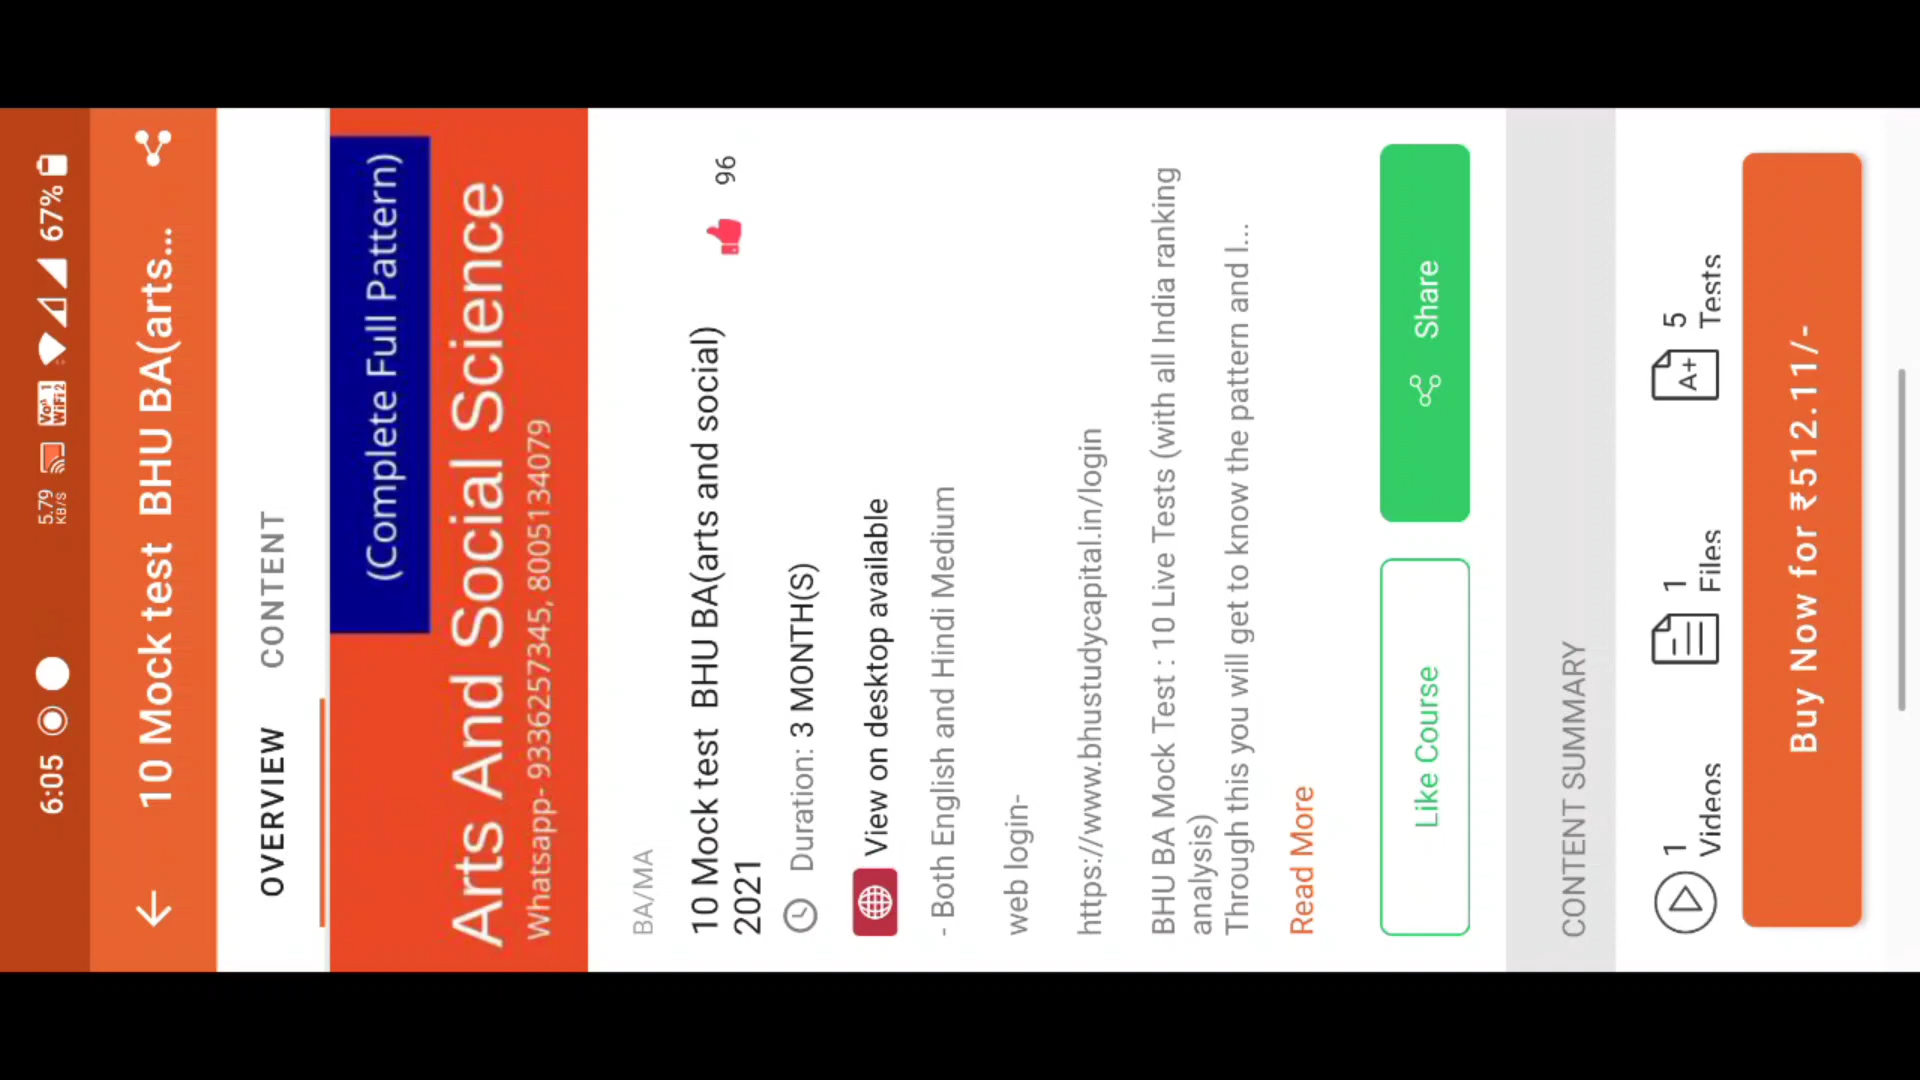 6:05 5.79 KB/S Vo 1 WiFi 2 67%
10 Mock test BHU BA(arts...
OVERVIEW CONTENT
(Complete Full Pattern)
Arts And Social Science
Whatsapp- 9336257345, 8005134079
BA/MA
10 Mock test BHU BA(arts and social) 96
2021
Duration: 3 MONTH(S)
View on desktop available
- Both English and Hindi Medium
web login-
https://www.bhustudycapital.in/login
BHU BA Mock Test : 10 Live Tests (with all India ranking
analysis)
Through this you will get to know the pattern and l...
Read More
Like Course Share
CONTENT SUMMARY
1 1 A+ 5
Videos Files Tests
Buy Now for ₹512.11/-